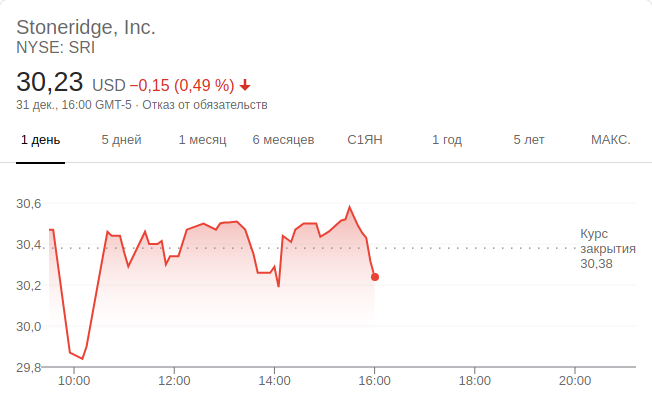 Stoneridge, Inc.
NYSE: SRI
30,23 USD −0,15 (0,49 %) ↓
31 дек., 16:00 GMT-5 · Отказ от обязательств
1 день 5 дней 1 месяц 6 месяцев С1ЯН 1 год 5 лет МАКС.
30,6
Курс
30,4
закрытия
30,38
30,2
30,0
29,8
10:00 12:00 14:00 16:00 18:00 20:00